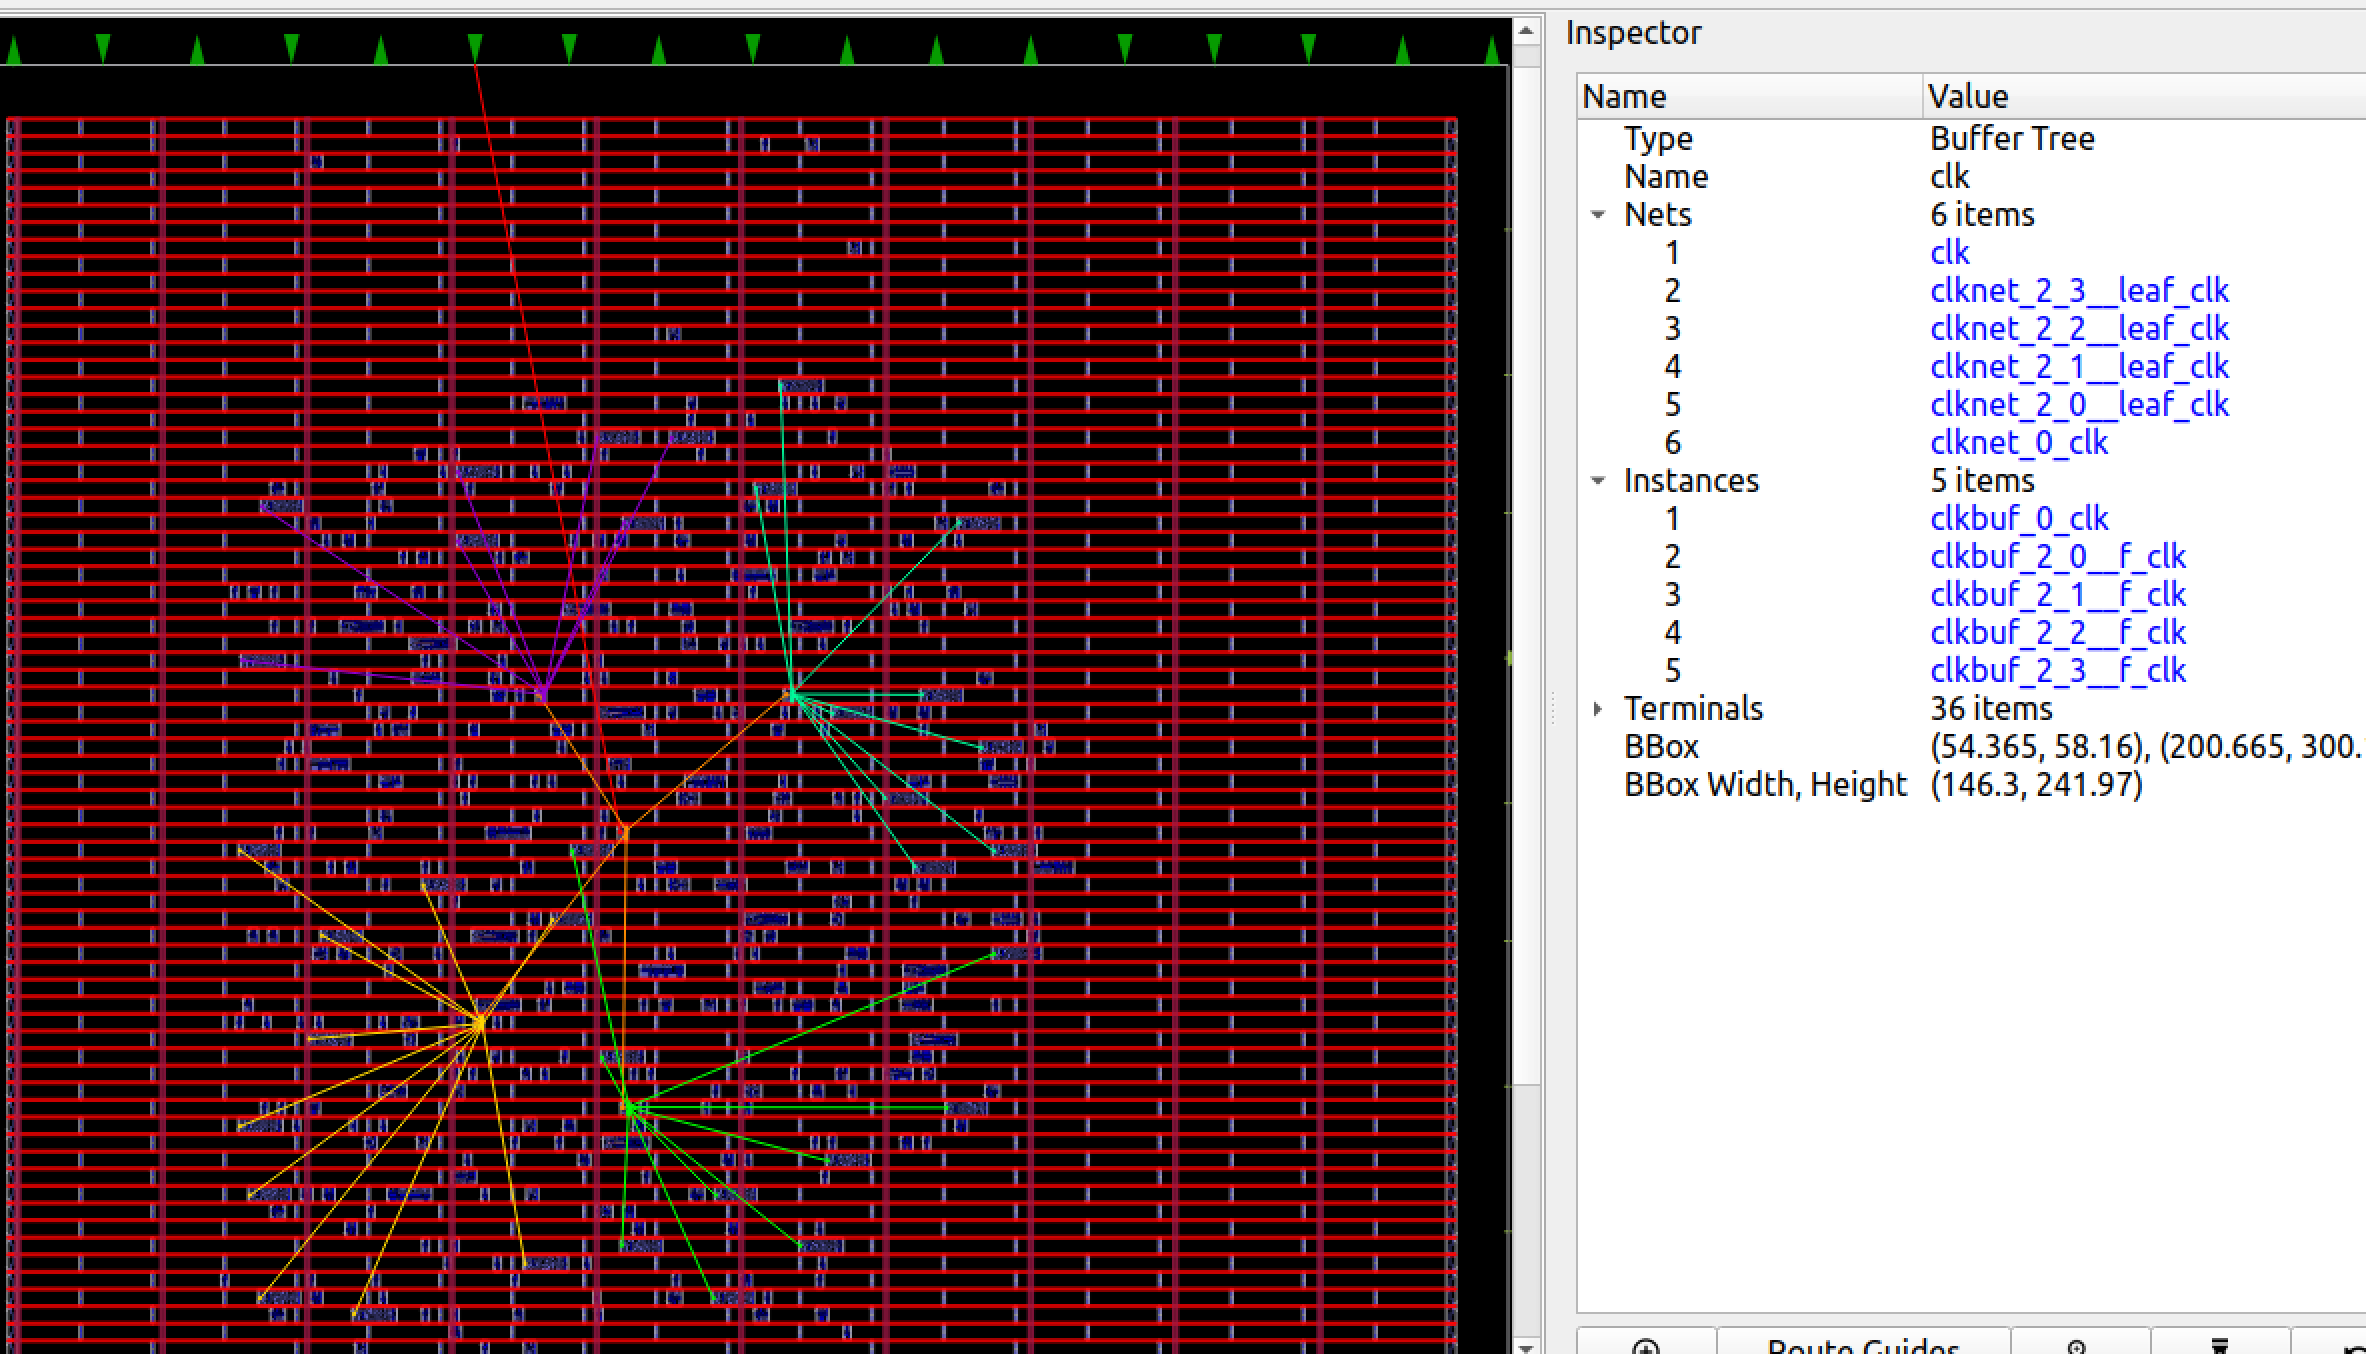 Inspector
Name Value
Type Buffer Tree
Name clk
Nets 6 items
1 clk
2 clknet_2_3__leaf_clk
3 clknet_2_2__leaf_clk
4 clknet_2_1__leaf_clk
5 clknet_2_0__leaf_clk
6 clknet_0_clk
Instances 5 items
1 clkbuf_0_clk
2 clkbuf_2_0__f_clk
3 clkbuf_2_1__f_clk
4 clkbuf_2_2__f_clk
5 clkbuf_2_3__f_clk
Terminals 36 items
BBox (54.365, 58.16), (200.665, 300.
BBox Width, Height (146.3, 241.97)
Route Guides